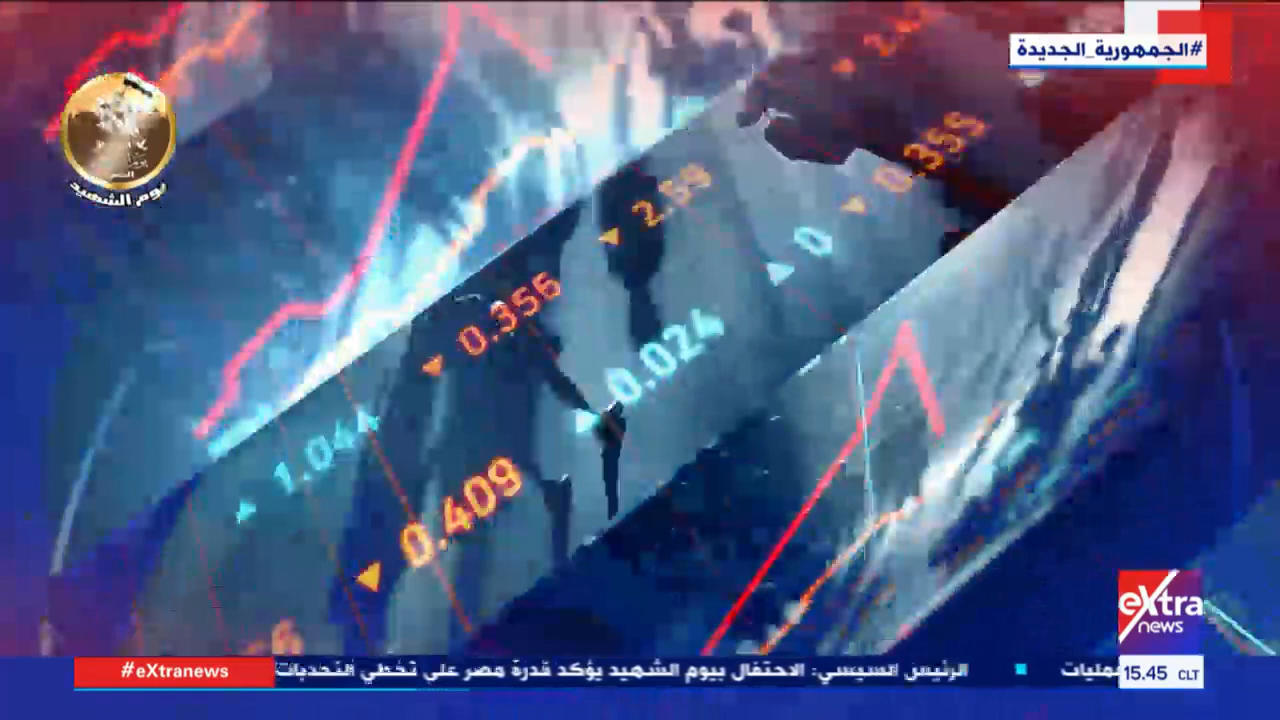 #الجمهورية_الجديدة
يوم الشهيد
0.355
2.59
0
0.356
0.024
1.044
0.409
6
eXtra
news
#eXtranews
الرئيس السيسي: الاحتفال بيوم الشهيد يؤكد قدرة مصر على تخطي التحديات
15.45 CLT